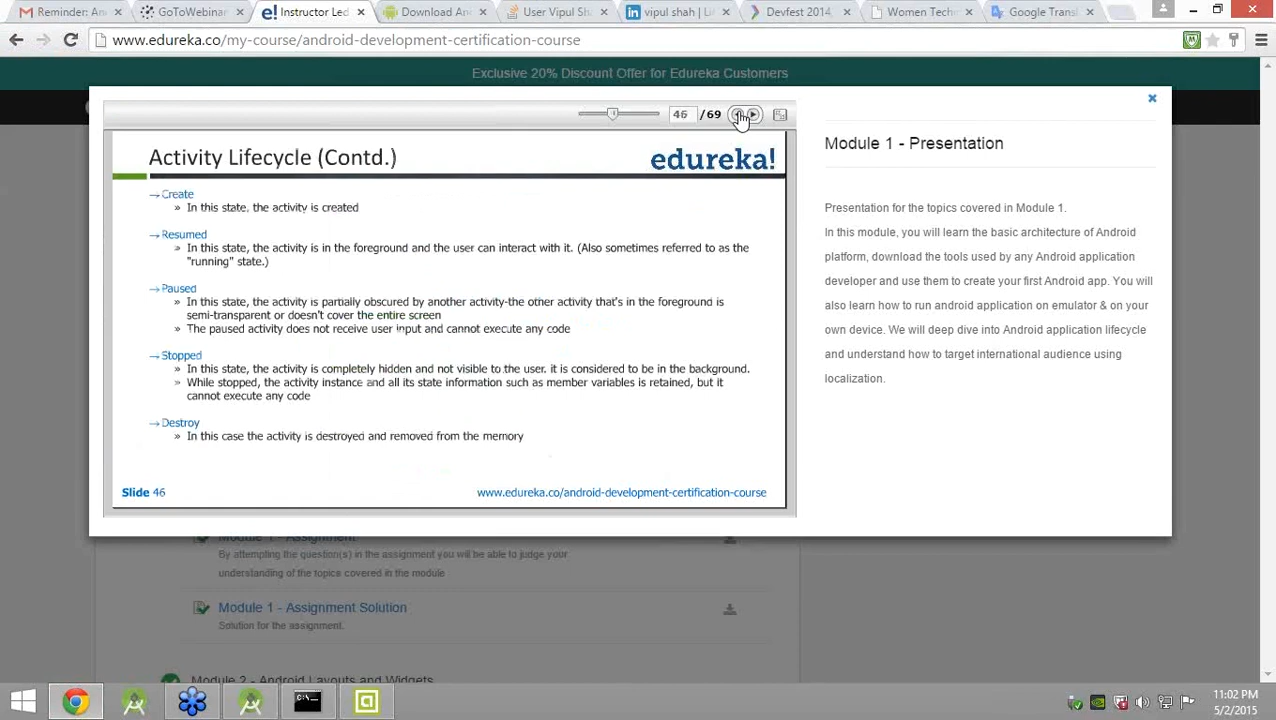 Reminder: Andr
GoToWebinar
Instructor Led
Download An
User Vipul Sh
vipul shah | Le
Devfest 2014,
Women Techn
Google Transl
www.edureka.co/my-course/android-development-certification-course
Exclusive 20% Discount Offer for Edureka Customers
46 /69
Activity Lifecycle (Contd.)
edureka!
Create
» In this state, the activity is created
Resumed
» In this state, the activity is in the foreground and the user can interact with it. (Also sometimes referred to as the
"running" state.)
Paused
» In this state, the activity is partially obscured by another activity-the other activity that's in the foreground is
semi-transparent or doesn't cover the entire screen
» The paused activity does not receive user input and cannot execute any code
Stopped
» In this state, the activity is completely hidden and not visible to the user. it is considered to be in the background.
» While stopped, the activity instance and all its state information such as member variables is retained, but it
cannot execute any code
Destroy
» In this case the activity is destroyed and removed from the memory
Slide 46
www.edureka.co/android-development-certification-course
Module 1 - Presentation
Presentation for the topics covered in Module 1.
In this module, you will learn the basic architecture of Android
platform, download the tools used by any Android application
developer and use them to create your first Android app. You will
also learn how to run android application on emulator & on your
own device. We will deep dive into Android application lifecycle
and understand how to target international audience using
localization.
Module 1 - Assignment
By attempting the question(s) in the assignment you will be able to judge your
understanding of the topics covered in the module
Module 1 - Assignment Solution
Solution for the assignment.
Module 2 - Android Layouts and Widgets
11:02 PM
5/2/2015